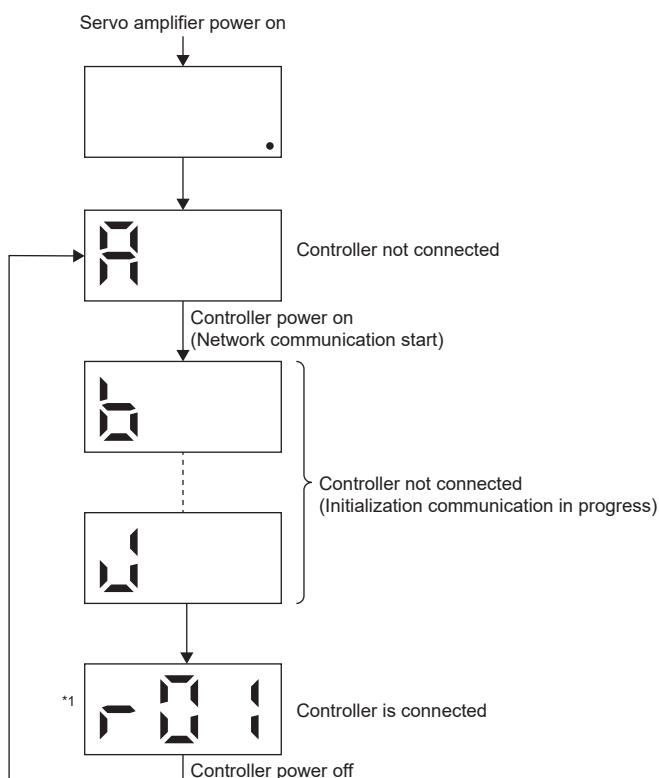 Servo amplifier power on
A
Controller not connected
Controller power on
(Network communication start)
b
Controller not connected
(Initialization communication in progress)
J
*1
r01
Controller is connected
Controller power off